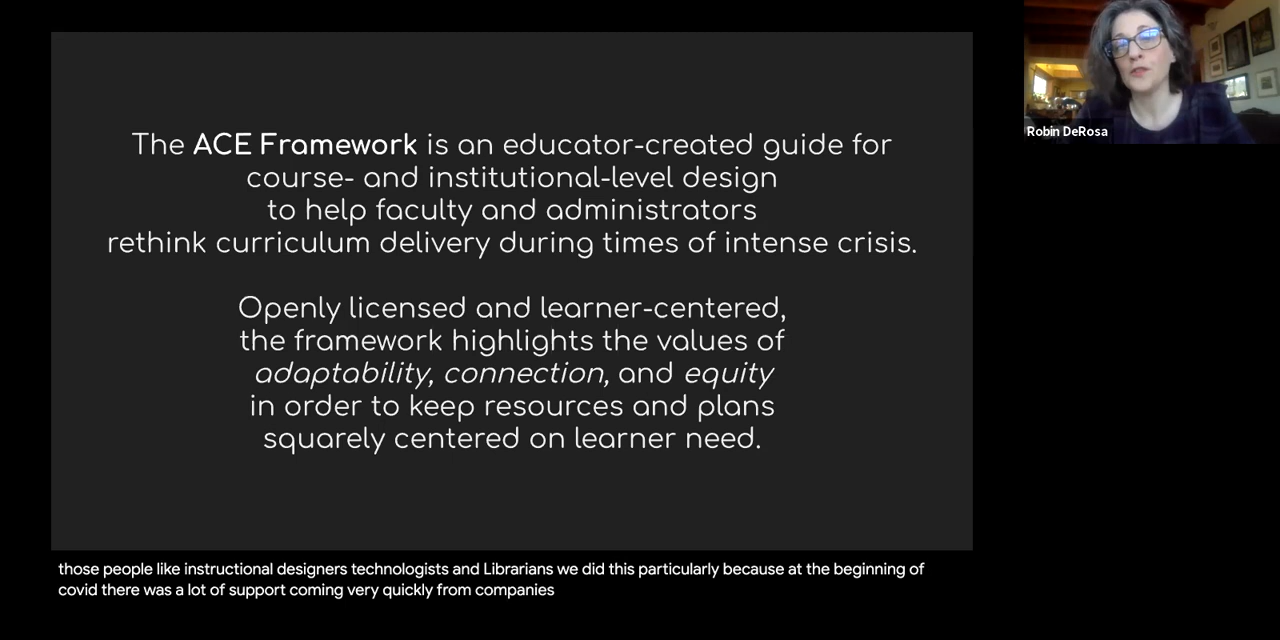 The ACE Framework is an educator-created guide for
course- and institutional-level design
to help faculty and administrators
rethink curriculum delivery during times of intense crisis.
Openly licensed and learner-centered,
the framework highlights the values of
adaptability, connection, and equity
in order to keep resources and plans
squarely centered on learner need.
Robin DeRosa
those people like instructional designers technologists and Librarians we did this particularly because at the beginning of
covid there was a lot of support coming very quickly from companies